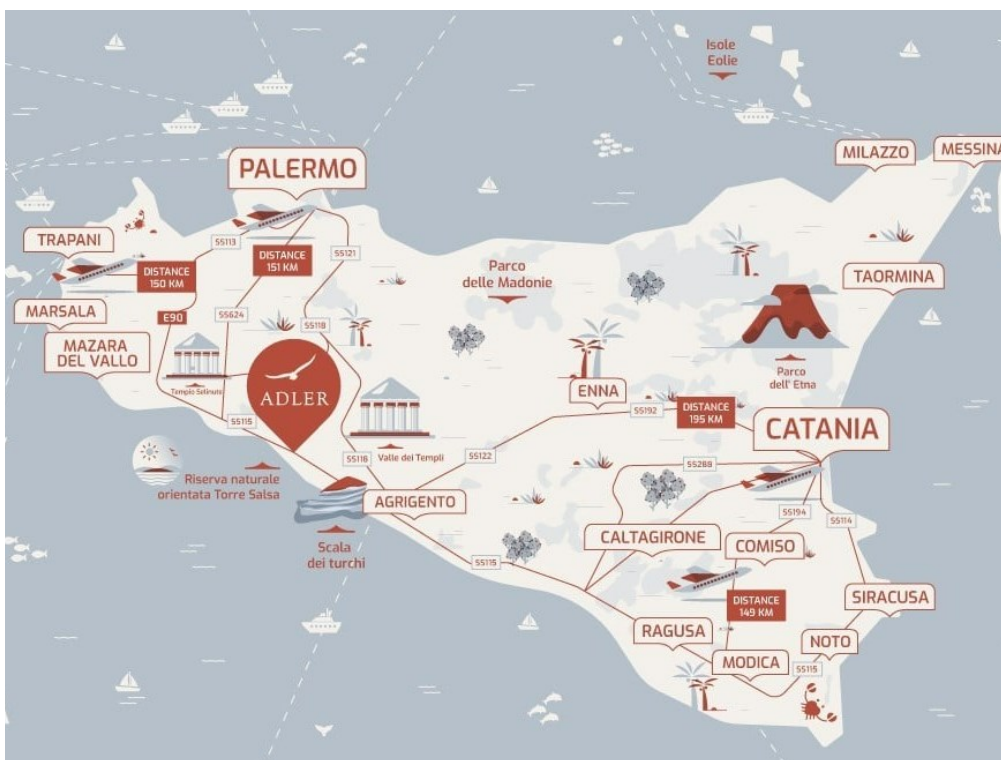 Isole
Eolie
MILAZZO
MESSINA
PALERMO
TRAPANI
SS113
SS121
DISTANCE
150 KM
DISTANCE
151 KM
Parco
delle Madonie
TAORMINA
MARSALA
E90
SS624
SS118
MAZARA
DEL VALLO
Tempio Selinute
ADLER
Parco
dell' Etna
ENNA
SS192
DISTANCE
195 KM
CATANIA
SS115
Valle dei Templi
SS122
SS116
SS288
Riserva naturale
orientata Torre Salsa
AGRIGENTO
SS194
SS114
Scala
dei turchi
CALTAGIRONE
COMISO
SS115
DISTANCE
149 KM
SIRACUSA
RAGUSA
NOTO
MODICA
SS115